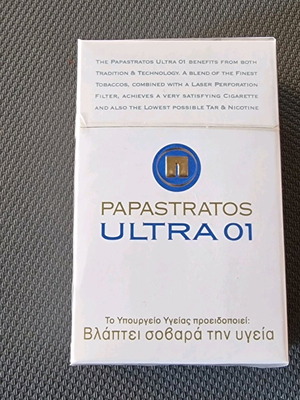 THE PAPASTRATOS ULTRA 01 BENEFITS FROM BOTH
TRADITION & TECHNOLOGY. A BLEND OF THE FINEST
TOBACCOS, COMBINED WITH A LASER PERFORATION
FILTER, ACHIEVES A VERY SATISFYING CIGARETTE
AND ALSO THE LOWEST POSSIBLE TAR & NICOTINE
PAPASTRATOS
ULTRA 01
Το Υπουργείο Υγείας προειδοποιεί:
Βλάπτει σοβαρά την υγεία